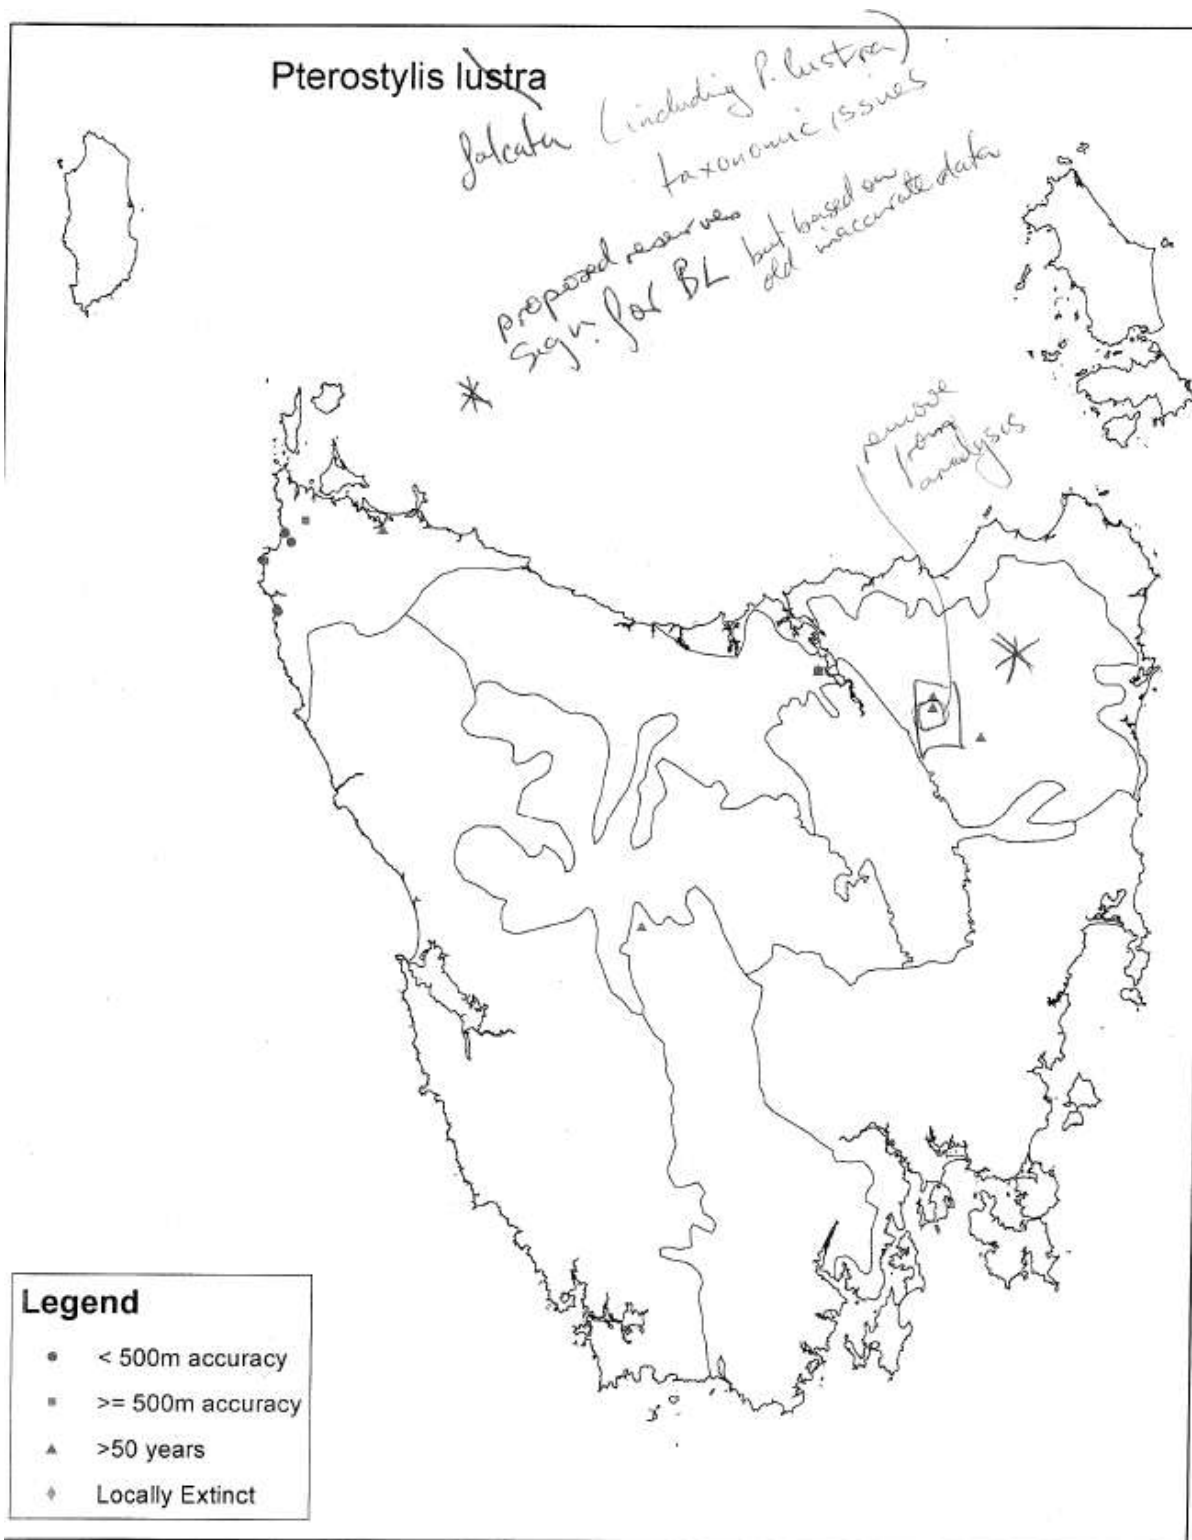 Pterostylis lustra
falcata (including P. lustra)
taxonomic issues
proposed reserves
sign. for BL but based on
old inaccurate data
remove
from
analysis
Legend
< 500m accuracy
>= 500m accuracy
>50 years
Locally Extinct